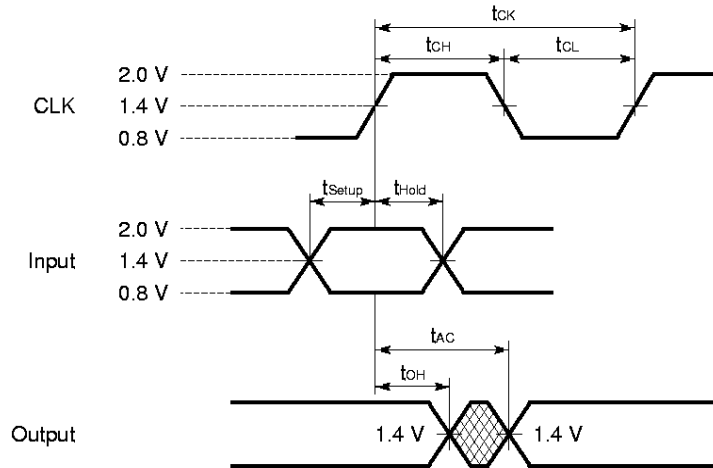 tCK
tCH tCL
2.0 V
CLK 1.4 V
0.8 V
tSetup tHold
2.0 V
Input 1.4 V
0.8 V
tAC
tOH
Output 1.4 V 1.4 V